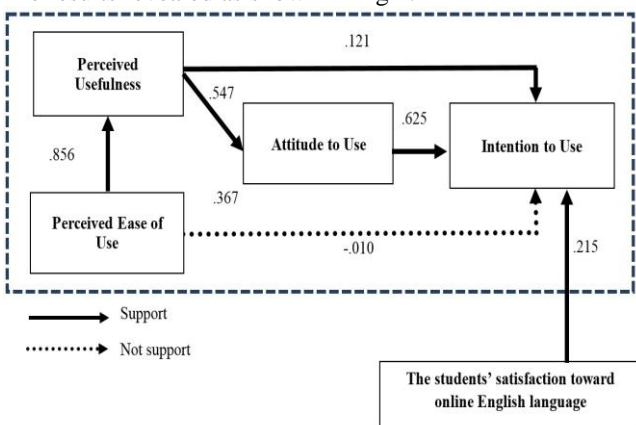 .121
Perceived
Usefulness
.547
.625
Attitude to Use
Intention to Use
.856
.367
Perceived Ease of
Use
-.010
.215
Support
Not support
The students' satisfaction toward
online English language